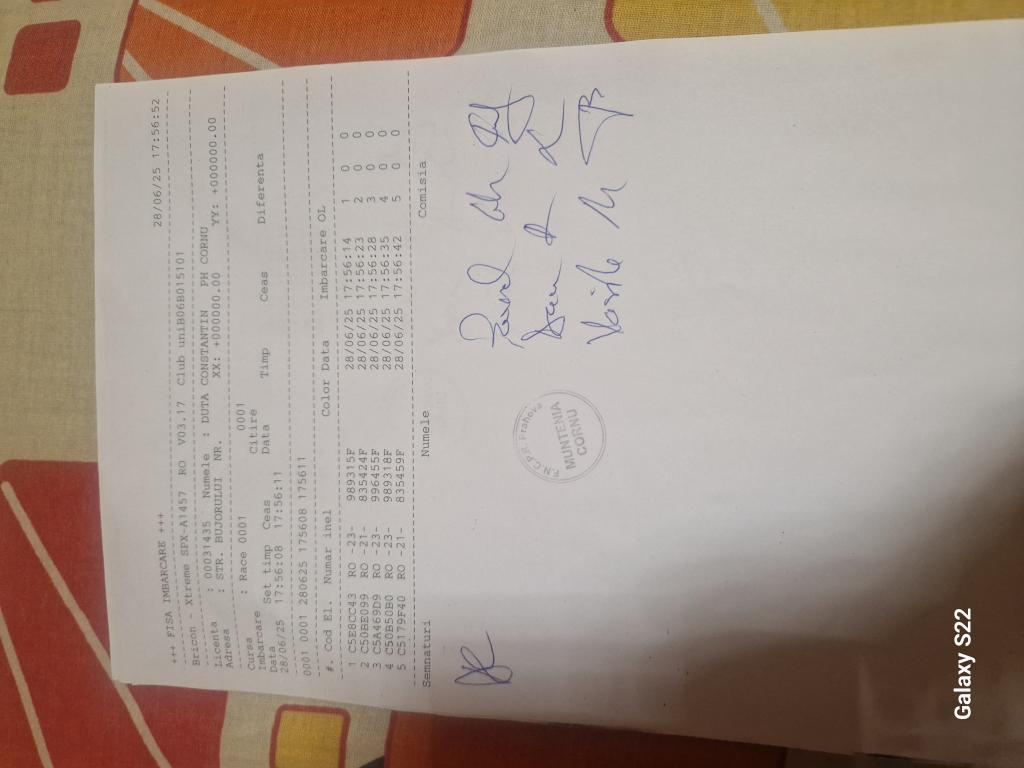 28/06/25 17:56:52
+++ FISA IMBARCARE +++
Bricon - Xtreme SPX-A1457 RO V03.17 Club uniB06B015101
Licenta : 00031435 Numele : DUTA CONSTANTIN PH CORNU
Adresa : STR. BUJORULUI NR. XX: +000000.00 YY: +000000.00
Cursa : Race 0001 0001
Imbarcare Citire
Data Set timp Ceas Data Timp Ceas Diferenta
28/06/25 17:56:08 17:56:11
0001 0001 280625 175608 175611
#. Cod El. Numar inel Color Data Imbarcare OL
1 C5E8CC43 RO -23- 989315F 28/06/25 17:56:14 1 0 0
2 C50BE099 RO -21- 835424F 28/06/25 17:56:23 2 0 0
3 C5A469D9 RO -23- 996455F 28/06/25 17:56:28 3 0 0
4 C50B50B0 RO -23- 989318F 28/06/25 17:56:35 4 0 0
5 C5179F40 RO -21- 835459F 28/06/25 17:56:42 5 0 0
Semnaturi Numele Comisia
F.N.C.P.R. Prahova
MUNTENIA
CORNU
Vasile
Galaxy S22